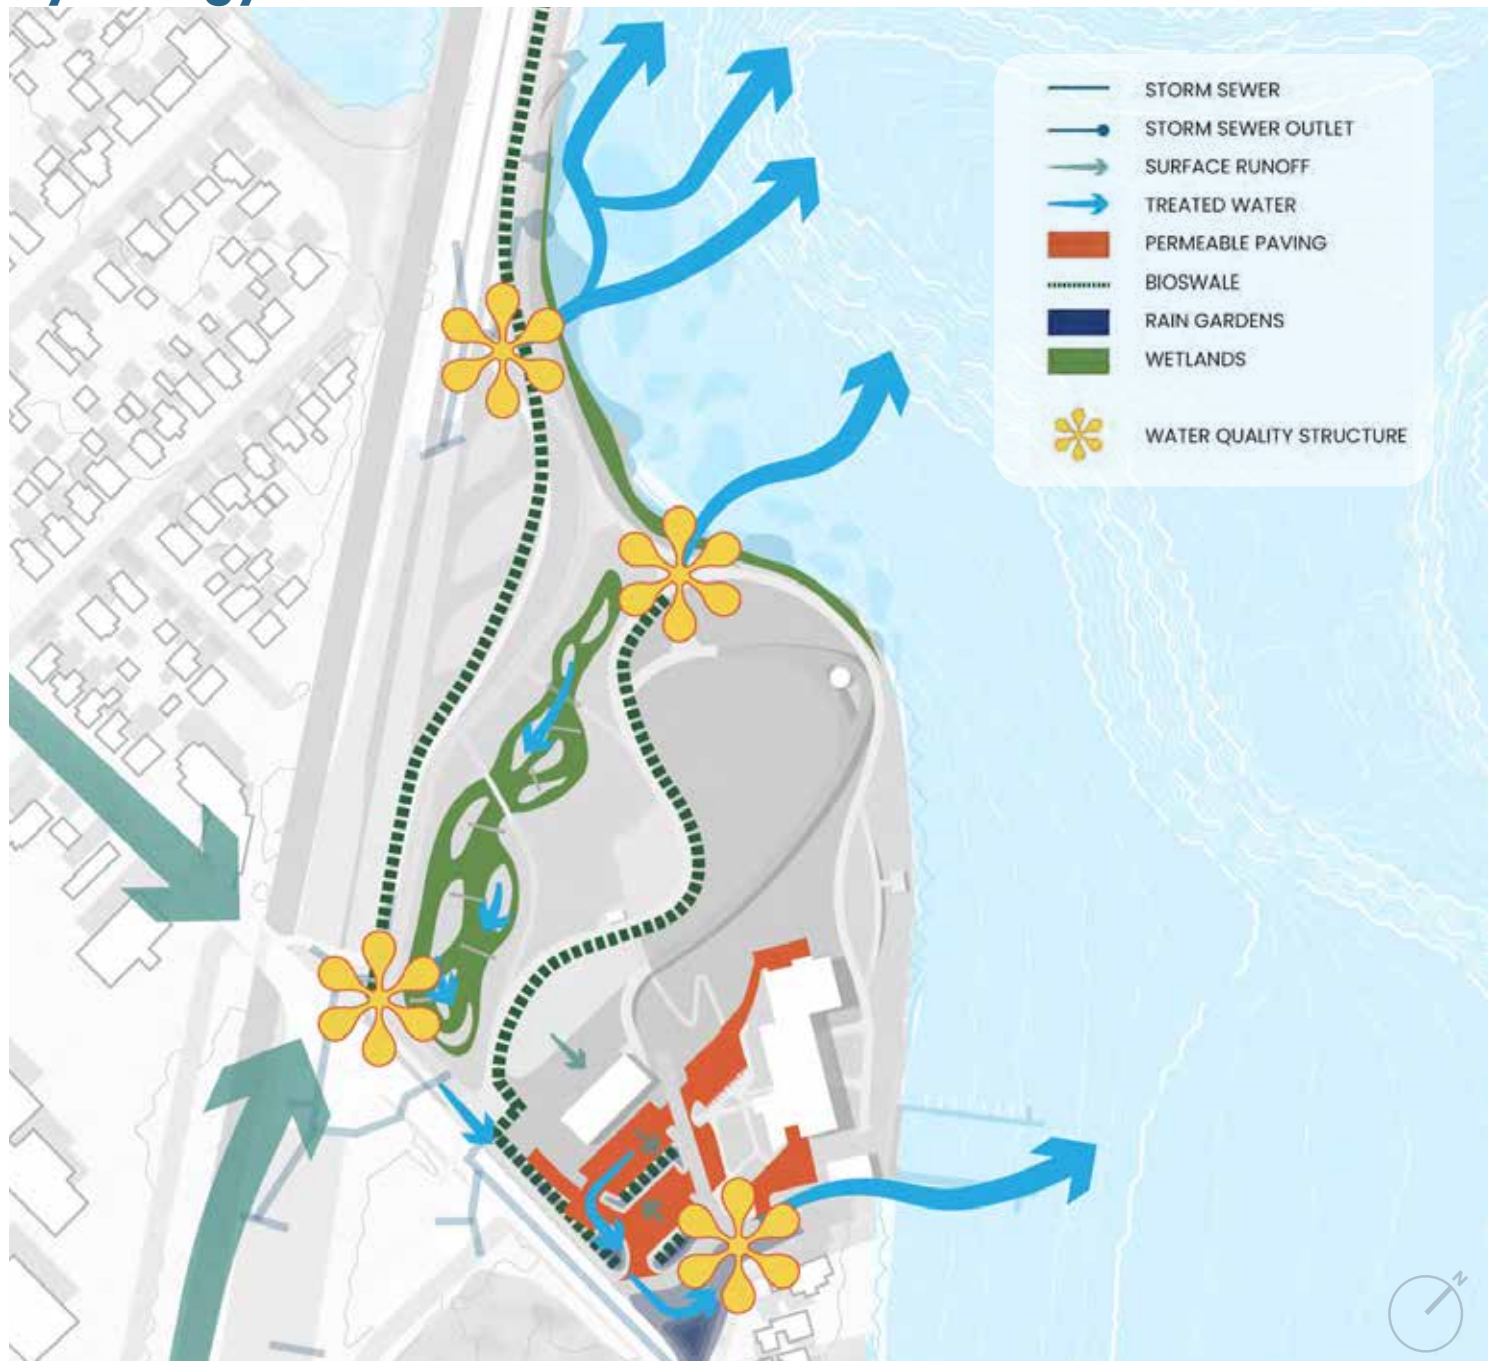 STORM SEWER
STORM SEWER OUTLET
SURFACE RUNOFF
TREATED WATER
PERMEABLE PAVING
BIOSWALE
RAIN GARDENS
WETLANDS
WATER QUALITY STRUCTURE
N